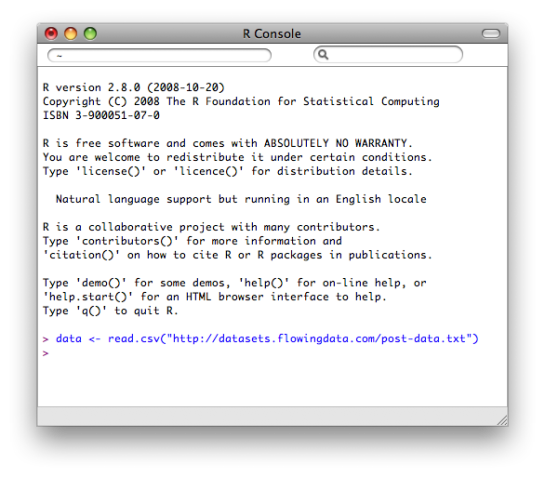 R Console
~
R version 2.8.0 (2008-10-20)
Copyright (C) 2008 The R Foundation for Statistical Computing
ISBN 3-900051-07-0
R is free software and comes with ABSOLUTELY NO WARRANTY.
You are welcome to redistribute it under certain conditions.
Type 'license()' or 'licence()' for distribution details.
Natural language support but running in an English locale
R is a collaborative project with many contributors.
Type 'contributors()' for more information and
'citation()' on how to cite R or R packages in publications.
Type 'demo()' for some demos, 'help()' for on-line help, or
'help.start()' for an HTML browser interface to help.
Type 'q()' to quit R.
> data <- read.csv("http://datasets.flowingdata.com/post-data.txt")
>